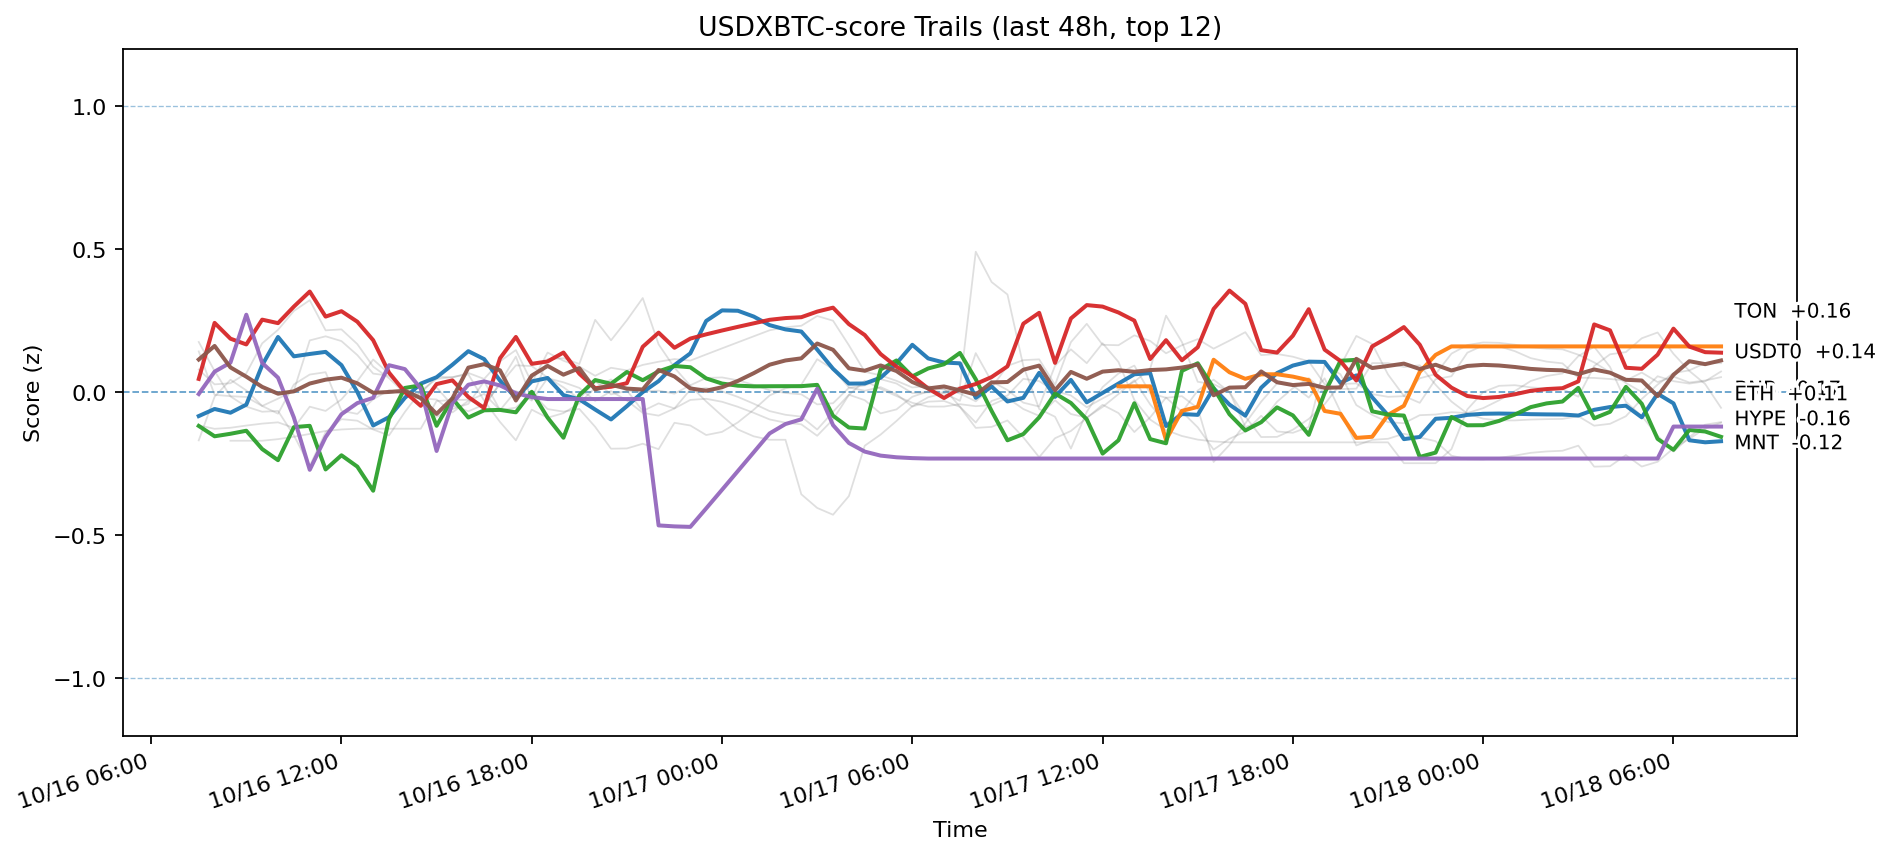 USDXBTC-score Trails (last 48h, top 12)
Score (z)
1.0
0.5
0.0
−0.5
−1.0
TON +0.16
USDT0 +0.14
ETH +0.11
HYPE -0.16
MNT -0.12
10/16 06:00
10/16 12:00
10/16 18:00
10/17 00:00
10/17 06:00
10/17 12:00
10/17 18:00
10/18 00:00
10/18 06:00
Time